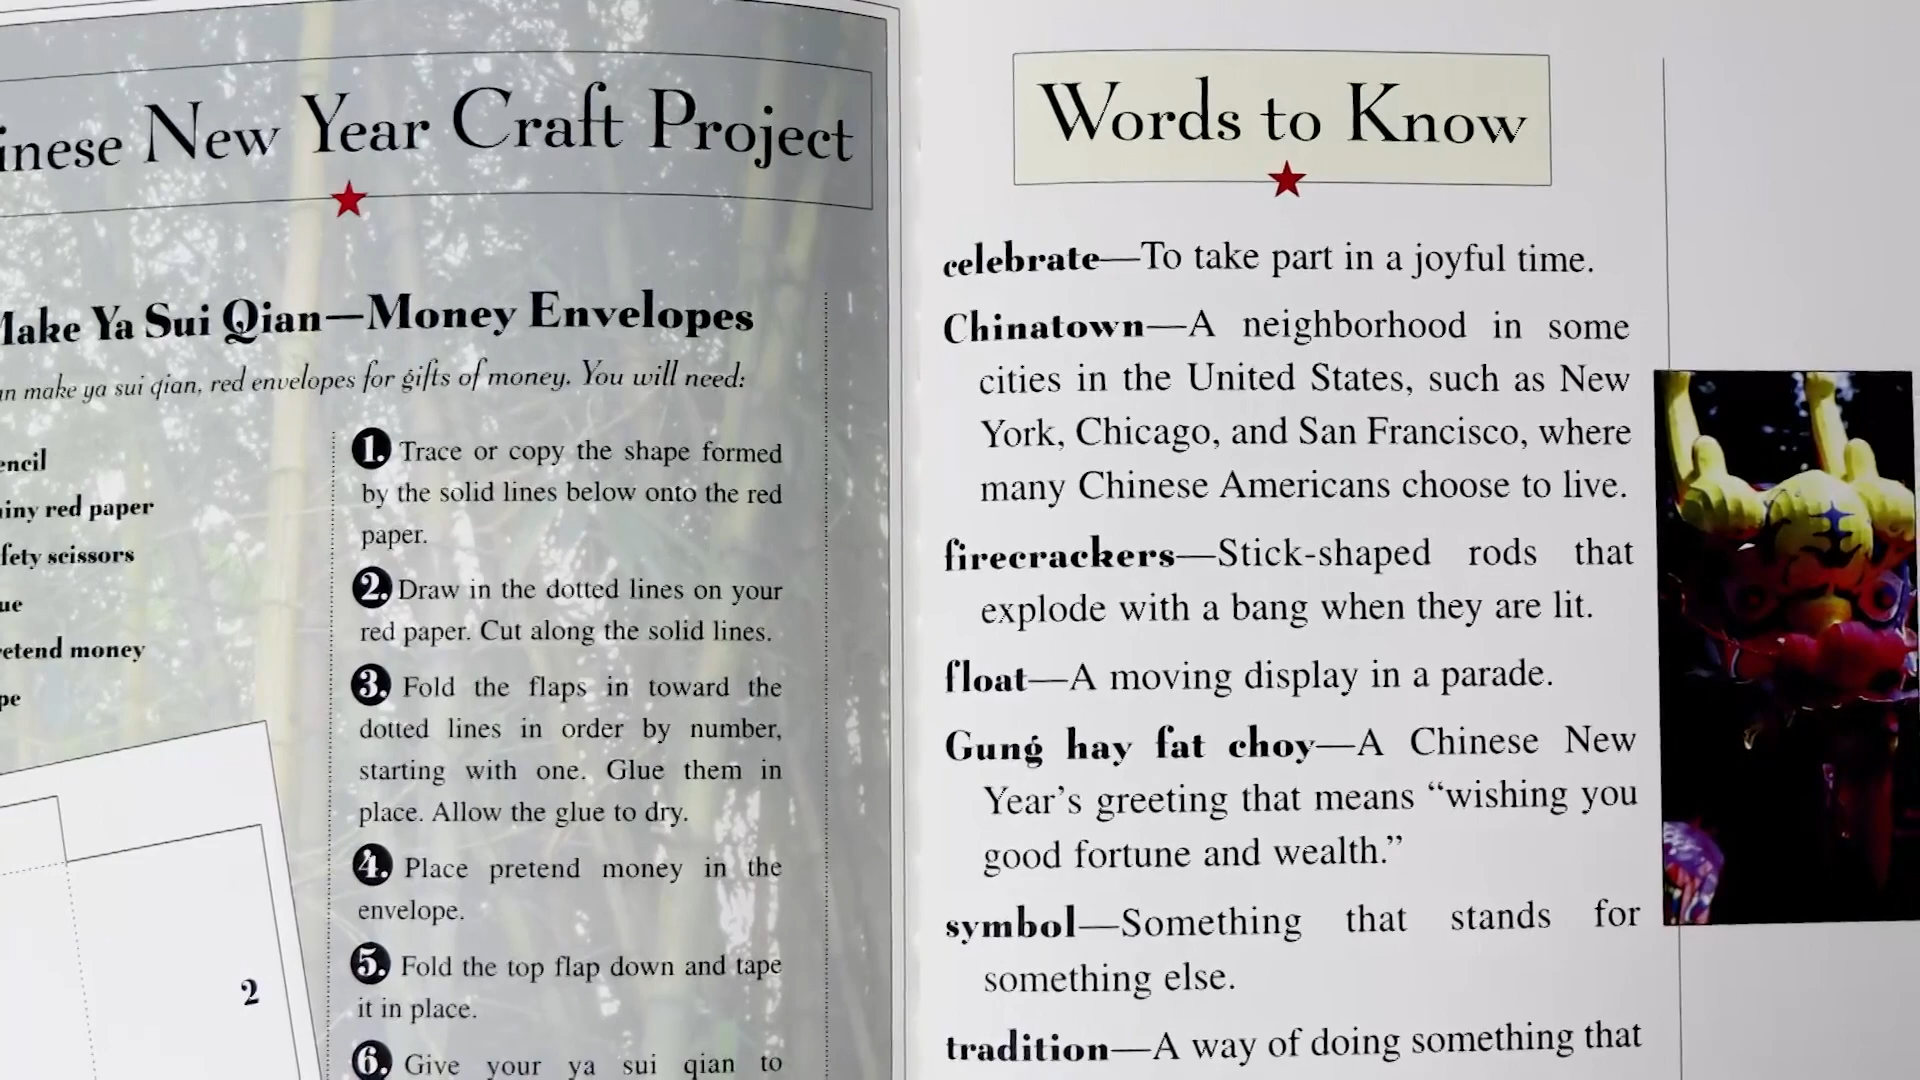 New Year Craft Project
Ya Sui Qian—Money Envelopes
make ya sui qian, red envelopes for gifts of money. You will need:
red paper
scissors
money
1. Trace or copy the shape formed
by the solid lines below onto the red
paper.
2. Draw in the dotted lines on your
red paper. Cut along the solid lines.
3. Fold the flaps in toward the
dotted lines in order by number,
starting with one. Glue them in
place. Allow the glue to dry.
4. Place pretend money in the
envelope.
5. Fold the top flap down and tape
it in place.
6. Give your ya sui qian to
2
Words to Know
celebrate—To take part in a joyful time.
Chinatown—A neighborhood in some
cities in the United States, such as New
York, Chicago, and San Francisco, where
many Chinese Americans choose to live.
firecrackers—Stick-shaped rods that
explode with a bang when they are lit.
float—A moving display in a parade.
Gung hay fat choy—A Chinese New
Year’s greeting that means “wishing you
good fortune and wealth.”
symbol—Something that stands for
something else.
tradition—A way of doing something that